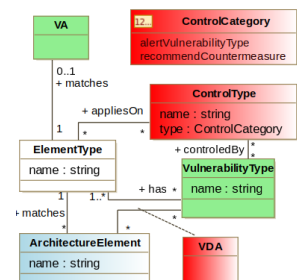 VA
12... ControlCategory
alertVulnerabilityType
recommendCountermeasure
0..1
+ matches
ControlType
name : string
type : ControlCategory
+ appliesOn
1
*
*
+ controledBy
*
*
ElementType
name : string
VulnerabilityType
name : string
1
1..*
+ has
*
+ matches
*
*
*
ArchitectureElement
name : string
VDA